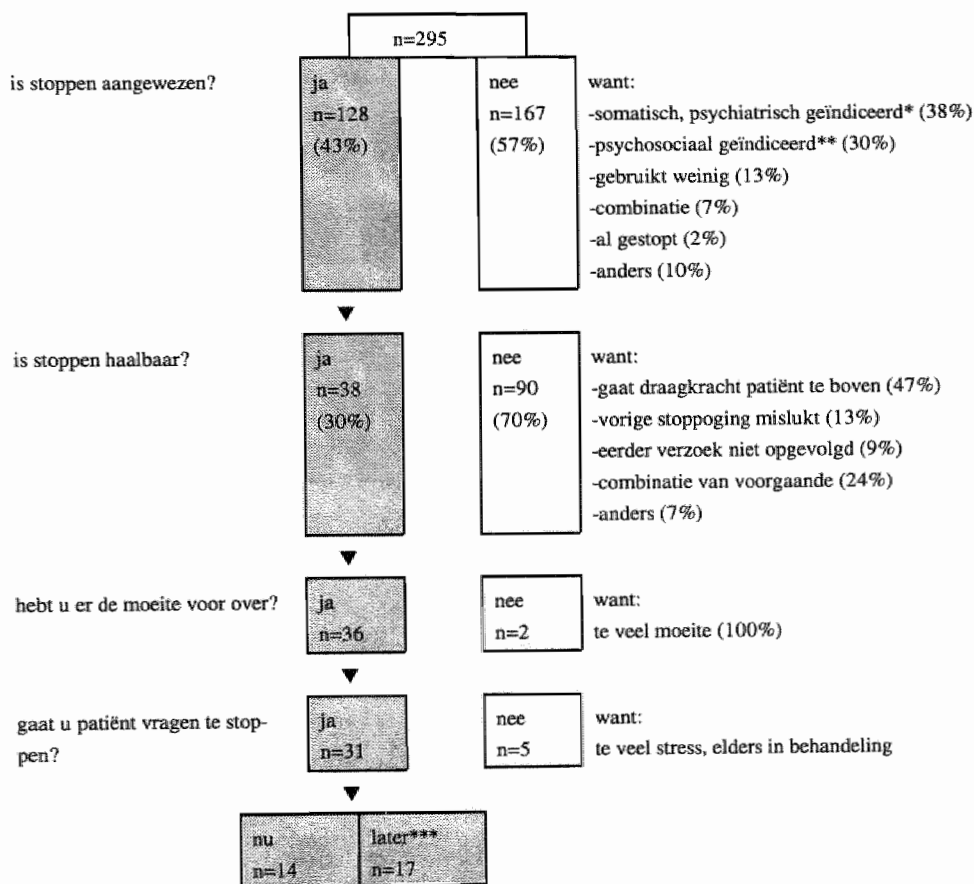 n=295
is stoppen aangewezen?
ja
n=128
(43%)
nee
n=167
(57%)
want:
-somatisch, psychiatrisch geïndiceerd* (38%)
-psychosociaal geïndiceerd** (30%)
-gebruikt weinig (13%)
-combinatie (7%)
-al gestopt (2%)
-anders (10%)
is stoppen haalbaar?
ja
n=38
(30%)
nee
n=90
(70%)
want:
-gaat draagkracht patiënt te boven (47%)
-vorige stoppoging mislukt (13%)
-eerder verzoek niet opgevolgd (9%)
-combinatie van voorgaande (24%)
-anders (7%)
hebt u er de moeite voor over?
ja
n=36
nee
n=2
want:
te veel moeite (100%)
gaat u patiënt vragen te stop-
pen?
ja
n=31
nee
n=5
want:
te veel stress, elders in behandeling
nu
n=14
later***
n=17